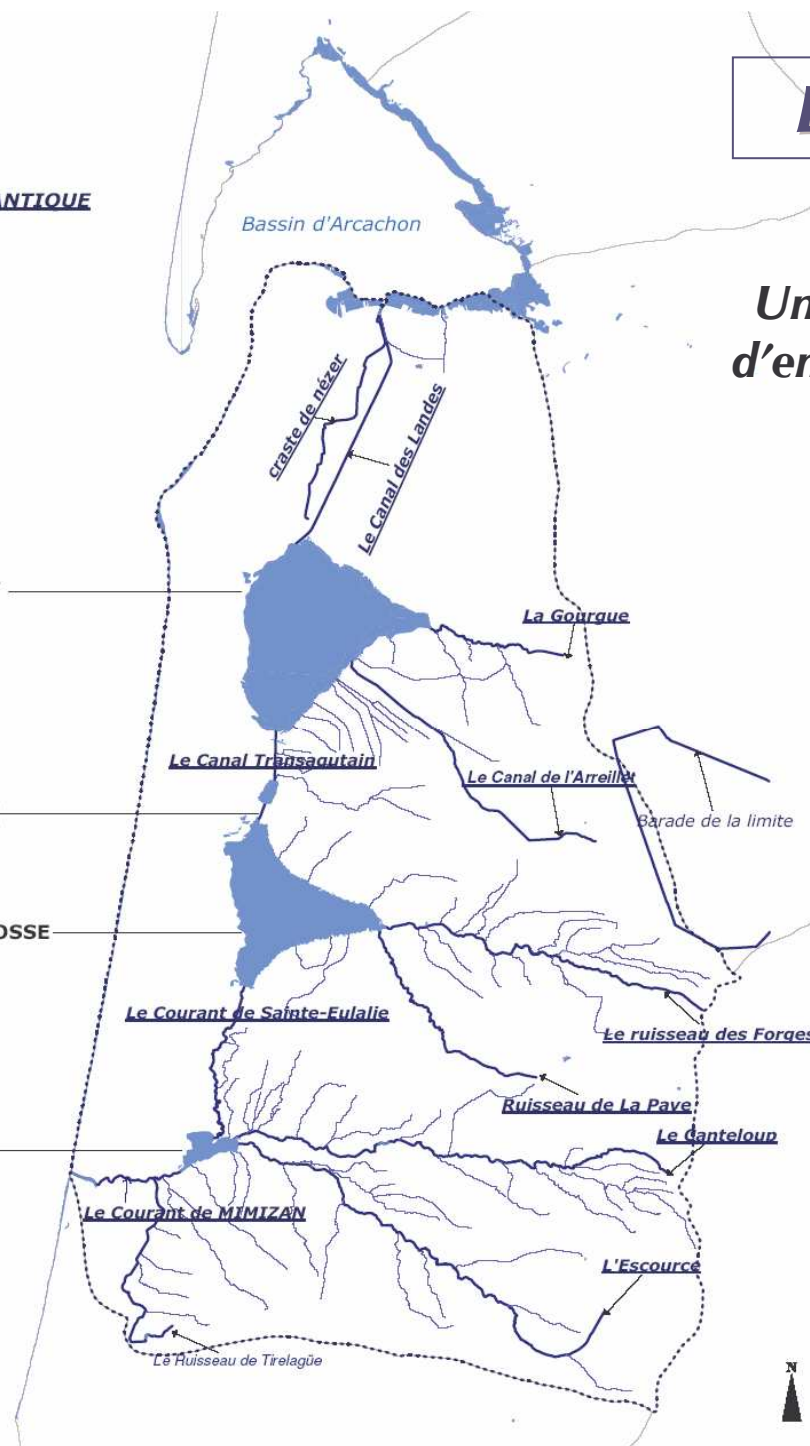 ANTIQUE
Bassin d'Arcachon
Un
d'en
craste de nézer
Le Canal des Landes
La Gourgue
Le Canal Transaqutain
Le Canal de l'Arreillet
Barade de la limite
OSSE
Le Courant de Sainte-Eulalie
Le ruisseau des Forges
Ruisseau de La Pave
Le Canteloup
Le Courant de MIMIZAN
L'Escource
Le Ruisseau de Tirelagüe
N